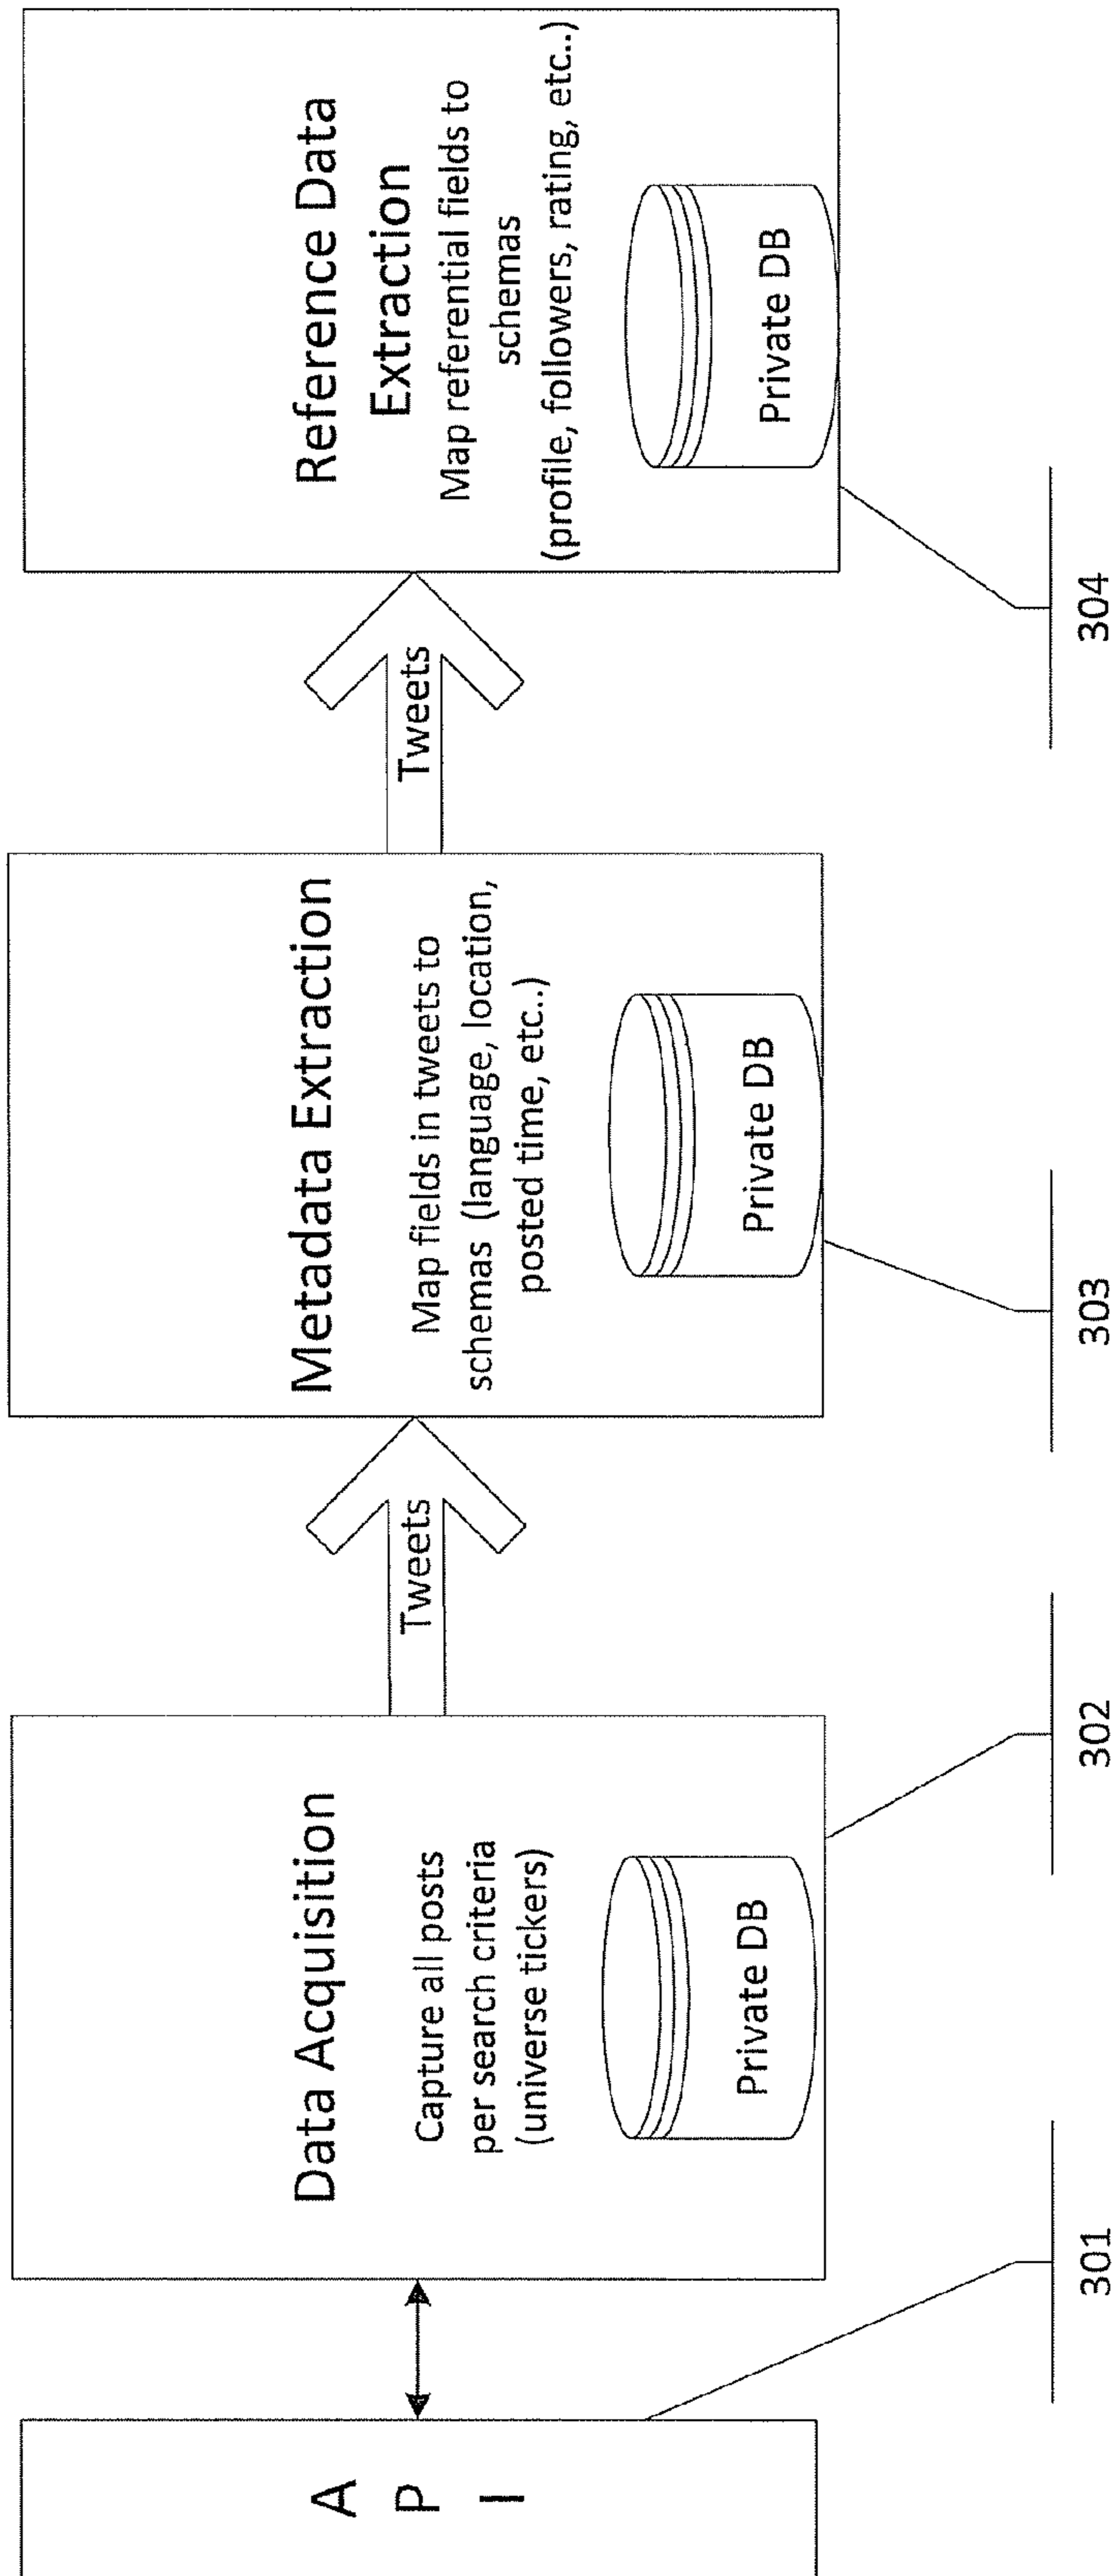 A
P
I
Data Acquisition
Capture all posts
per search criteria
(universe tickers)
Private DB
Tweets
Metadata Extraction
Map fields in tweets to
schemas (language, location,
posted time, etc..)
Private DB
Tweets
Reference Data
Extraction
Map referential fields to
schemas
(profile, followers, rating, etc..)
Private DB
301
302
303
304